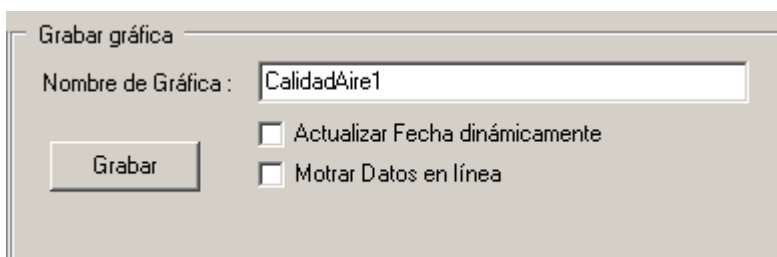 Grabar gráfica
Nombre de Gráfica : CalidadAire1
Actualizar Fecha dinámicamente
Grabar
Motrar Datos en línea